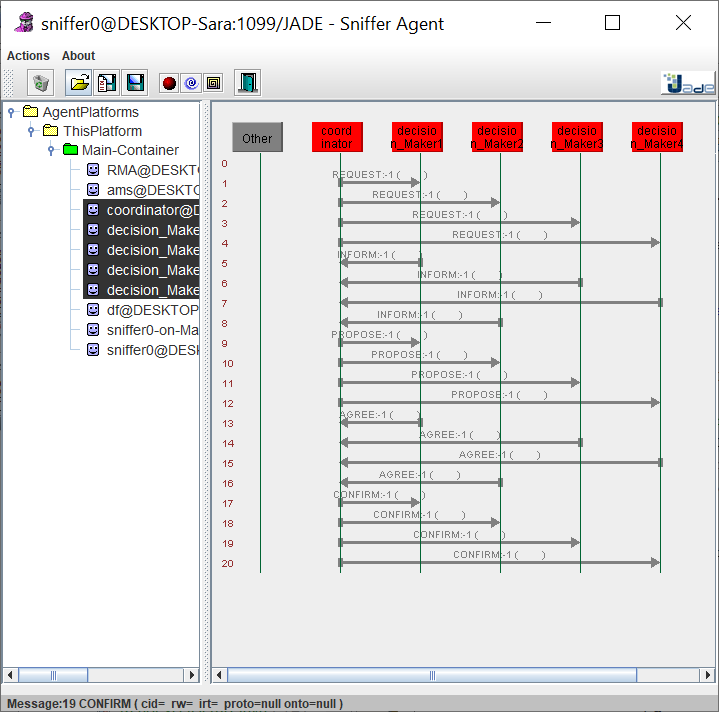 sniffer0@DESKTOP-Sara:1099/JADE - Sniffer Agent
Actions About
Jade
AgentPlatforms
ThisPlatform
Main-Container
RMA@DESKT
ams@DESKTO
coordinator@D
decision_Make
decision_Make
decision_Make
decision_Make
df@DESKTOP
sniffer0-on-Ma
sniffer0@DESK
Other
coord
inator
decisio
n_Maker1
decisio
n_Maker2
decisio
n_Maker3
decisio
n_Maker4
0
REQUEST:-1 ( )
1
REQUEST:-1 ( )
2
REQUEST:-1 ( )
3
REQUEST:-1 ( )
4
INFORM:-1 ( )
5
INFORM:-1 ( )
6
INFORM:-1 ( )
7
INFORM:-1 ( )
8
PROPOSE:-1 ( )
9
PROPOSE:-1 ( )
10
PROPOSE:-1 ( )
11
PROPOSE:-1 ( )
12
AGREE:-1 ( )
13
AGREE:-1 ( )
14
AGREE:-1 ( )
15
AGREE:-1 ( )
16
CONFIRM:-1 ( )
17
CONFIRM:-1 ( )
18
CONFIRM:-1 ( )
19
CONFIRM:-1 ( )
20
Message:19 CONFIRM ( cid= rw= irt= proto=null onto=null )